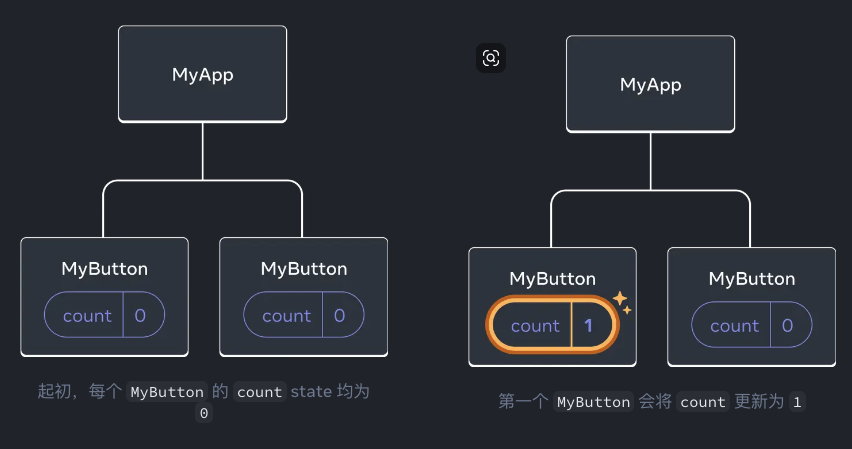 MyApp
MyButton
count 0
MyButton
count 0
起初，每个 MyButton 的 count state 均为
0
MyApp
MyButton
count 1
MyButton
count 0
第一个 MyButton 会将 count 更新为 1